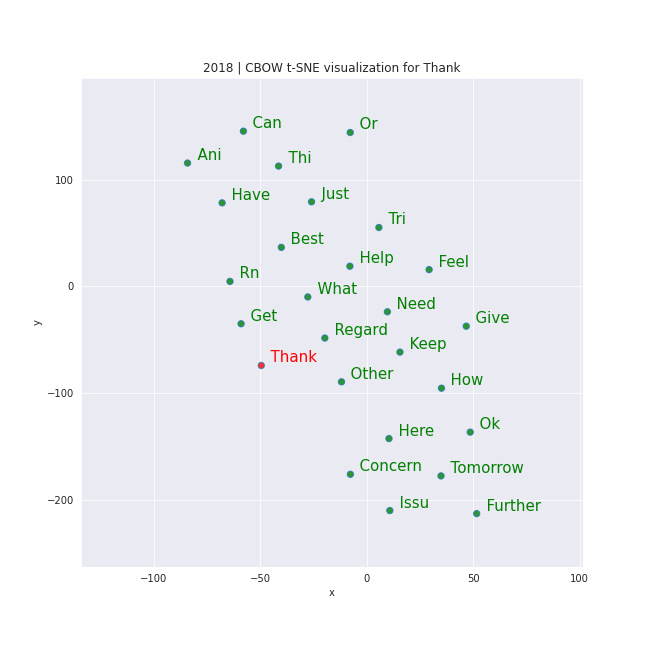 2018 | CBOW t-SNE visualization for Thank
Can
Or
Ani
Thi
100
Have
Just
Tri
Best
Help
Feel
Rn
0
What
Need
Get
Give
Regard
Keep
Thank
Other
How
−100
Ok
Here
Concern
Tomorrow
−200
Issu
Further
y
−100
−50
0
50
100
x